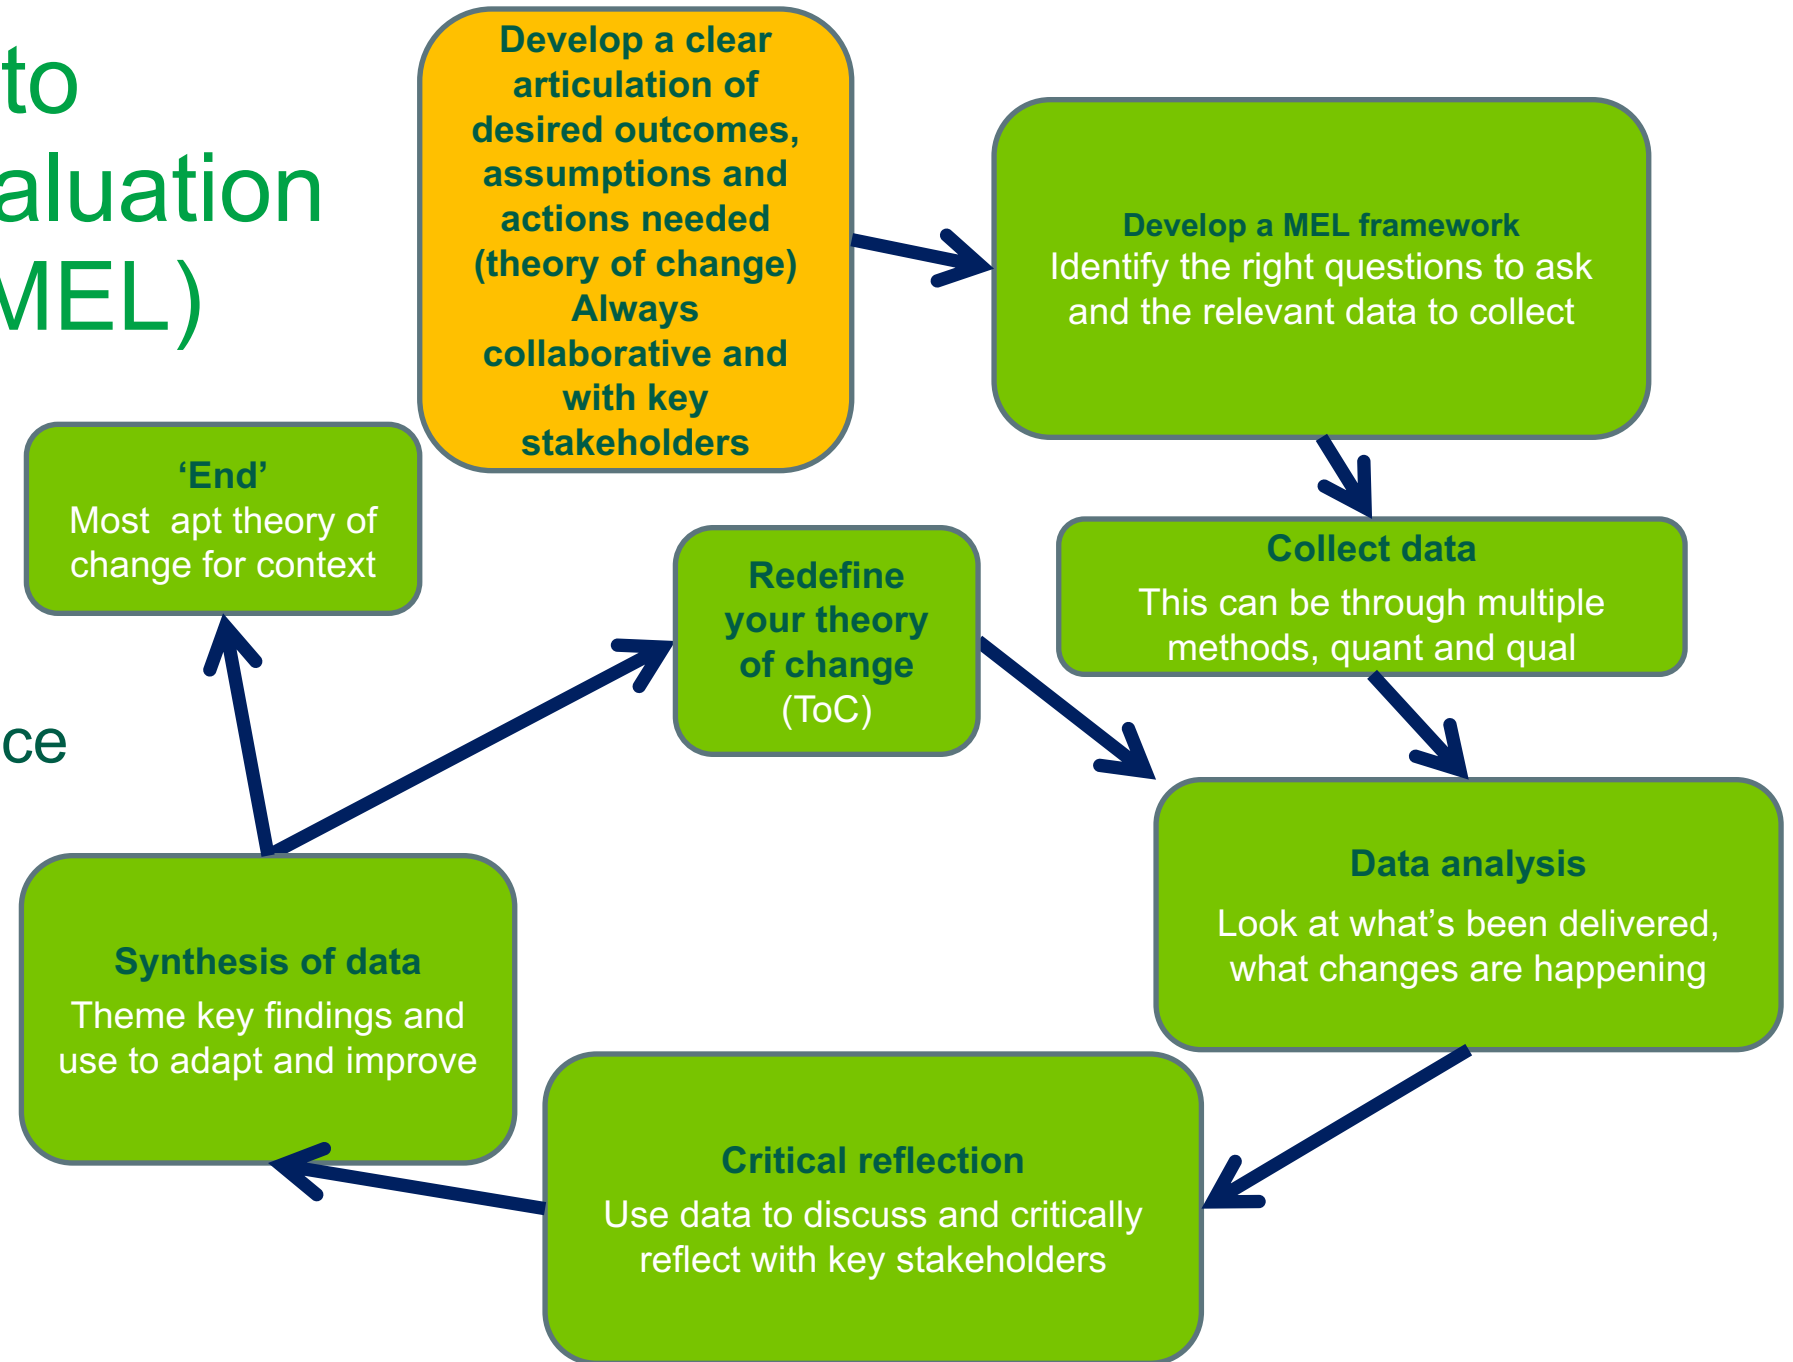 to
aluation
MEL)
ce
Develop a clear
articulation of
desired outcomes,
assumptions and
actions needed
(theory of change)
Always
collaborative and
with key
stakeholders
Develop a MEL framework
Identify the right questions to ask
and the relevant data to collect
Collect data
This can be through multiple
methods, quant and qual
Data analysis
Look at what’s been delivered,
what changes are happening
Critical reflection
Use data to discuss and critically
reflect with key stakeholders
Synthesis of data
Theme key findings and
use to adapt and improve
Redefine
your theory
of change
(ToC)
‘End’
Most  apt theory of
change for context